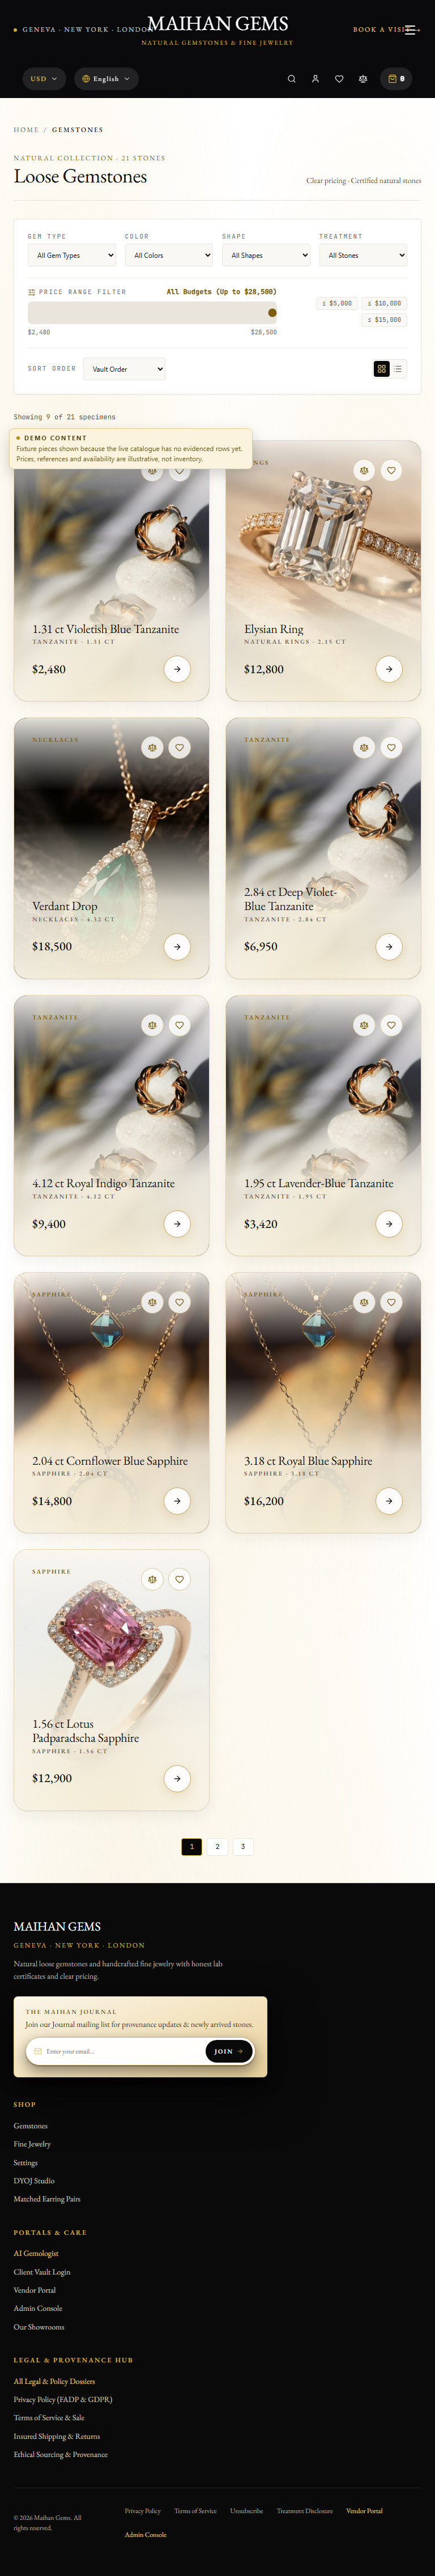 GENEVA · NEW YORK · LONDON
MAIHAN GEMS
NATURAL GEMSTONES & FINE JEWELRY
BOOK A VISIT
USD
English
0
HOME / GEMSTONES
NATURAL COLLECTION · 21 STONES
Loose Gemstones
Clear pricing · Certified natural stones
GEM TYPE
COLOR
SHAPE
TREATMENT
All Gem Types
All Colors
All Shapes
All Stones
PRICE RANGE FILTER
All Budgets (Up to $28,500)
≤ $5,000
≤ $10,000
≤ $15,000
$2,480
$28,500
SORT ORDER
Vault Order
Showing 9 of 21 specimens
DEMO CONTENT
Fixture pieces shown because the live catalogue has no evidenced rows yet.
Prices, references and availability are illustrative, not inventory.
1.31 ct Violetish Blue Tanzanite
TANZANITE · 1.31 CT
$2,480
Elysian Ring
NATURAL RINGS · 2.15 CT
$12,800
NECKLACES
Verdant Drop
NECKLACES · 4.32 CT
$18,500
TANZANITE
2.84 ct Deep Violet-
Blue Tanzanite
TANZANITE · 2.84 CT
$6,950
TANZANITE
4.12 ct Royal Indigo Tanzanite
TANZANITE · 4.12 CT
$9,400
TANZANITE
1.95 ct Lavender-Blue Tanzanite
TANZANITE · 1.95 CT
$3,420
SAPPHIRE
2.04 ct Cornflower Blue Sapphire
SAPPHIRE · 2.04 CT
$14,800
SAPPHIRE
3.18 ct Royal Blue Sapphire
SAPPHIRE · 3.18 CT
$16,200
SAPPHIRE
1.56 ct Lotus
Padparadscha Sapphire
SAPPHIRE · 1.56 CT
$12,900
1
2
3
MAIHAN GEMS
GENEVA · NEW YORK · LONDON
Natural loose gemstones and handcrafted fine jewelry with honest lab
certificates and clear pricing.
THE MAIHAN JOURNAL
Join our Journal mailing list for provenance updates & newly arrived stones.
Enter your email...
JOIN
SHOP
Gemstones
Fine Jewelry
Settings
DYOJ Studio
Matched Earring Pairs
PORTALS & CARE
AI Gemologist
Client Vault Login
Vendor Portal
Admin Console
Our Showrooms
LEGAL & PROVENANCE HUB
All Legal & Policy Dossiers
Privacy Policy (FADP & GDPR)
Terms of Service & Sale
Insured Shipping & Returns
Ethical Sourcing & Provenance
© 2026 Maihan Gems. All
rights reserved.
Privacy Policy
Terms of Service
Unsubscribe
Treatment Disclosure
Vendor Portal
Admin Console